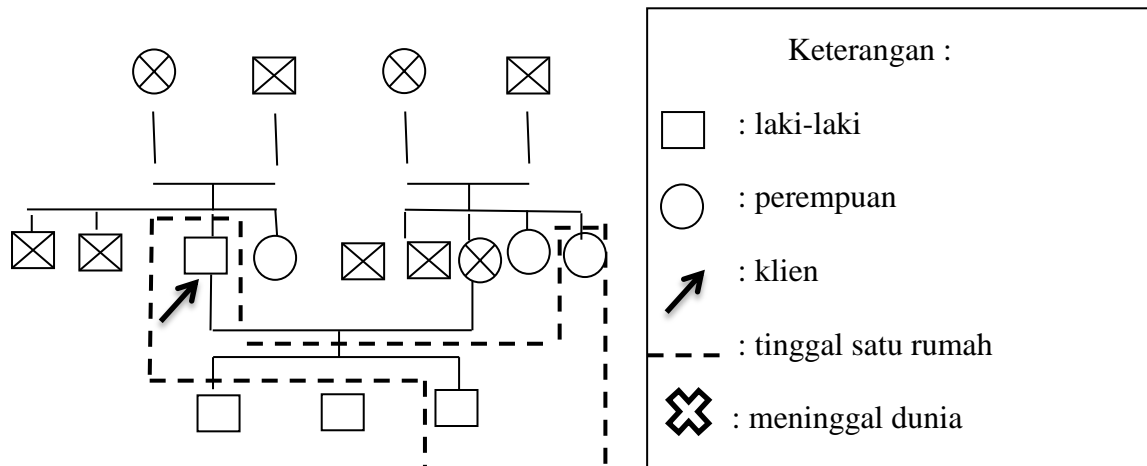 Keterangan :
: laki-laki
: perempuan
: klien
: tinggal satu rumah
: meninggal dunia